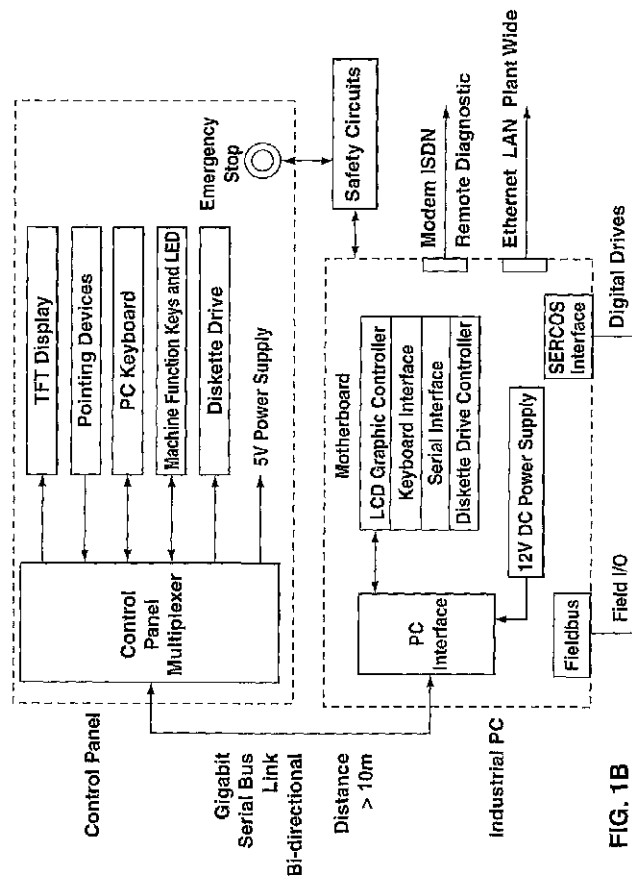 Control Panel
Control
Panel
Multiplexer
TFT Display
Pointing Devices
PC Keyboard
Machine Function Keys and LED
Diskette Drive
5V Power Supply
Emergency
Stop
Gigabit
Serial Bus
Link
Bi-directional
Distance
> 10m
Safety Circuits
Industrial PC
PC
Interface
Motherboard
LCD Graphic Controller
Keyboard Interface
Serial Interface
Diskette Drive Controller
12V DC Power Supply
Fieldbus
SERCOS
Interface
Modem ISDN
Remote Diagnostic
Ethernet LAN Plant Wide
Field I/O
Digital Drives
FIG. 1B